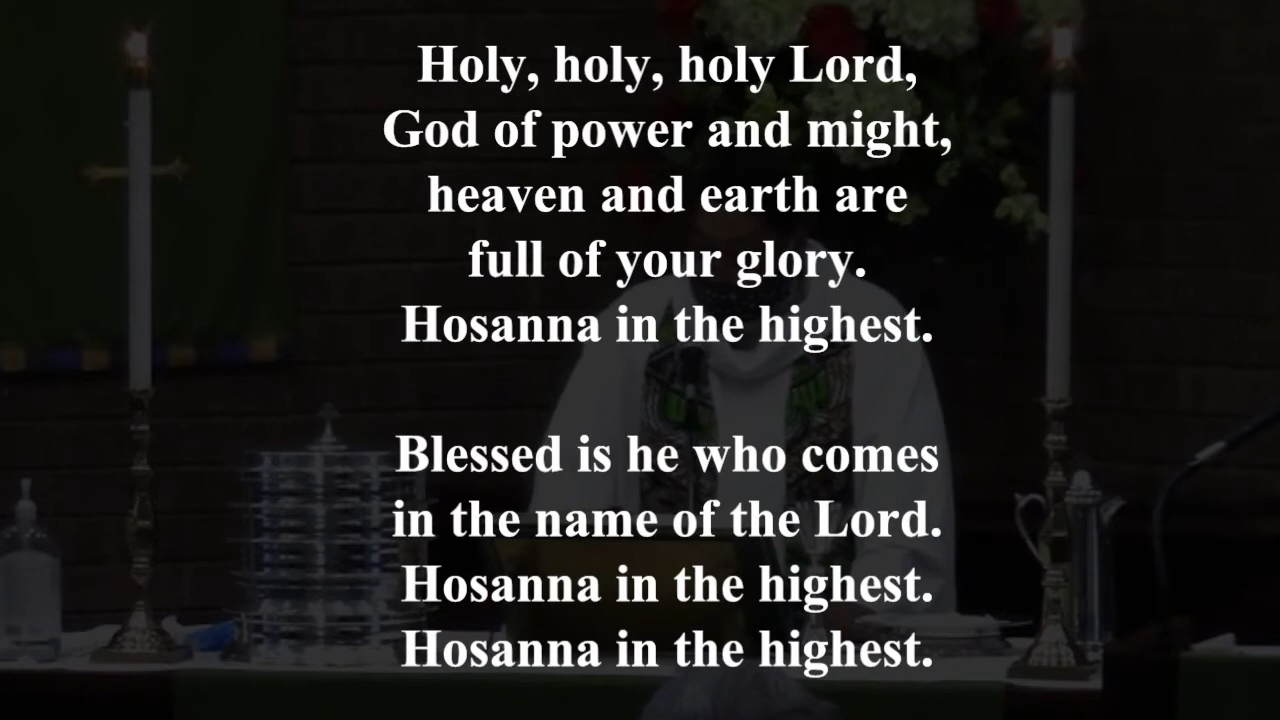 Holy, holy, holy Lord,
God of power and might,
heaven and earth are
full of your glory.
Hosanna in the highest.
Blessed is he who comes
in the name of the Lord.
Hosanna in the highest.
Hosanna in the highest.